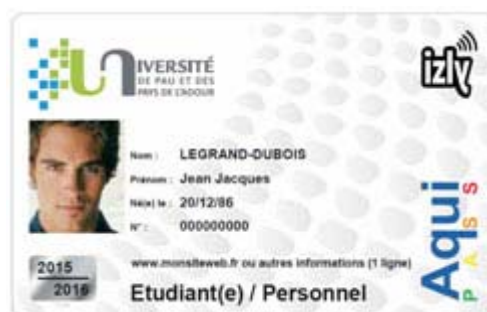 UNIVERSITÉ
DE PAU ET DES
PAYS DE L'ADOUR
izly
Nom : LEGRAND-DUBOIS
Prénom : Jean Jacques
Né(e) le : 20/12/86
N° : 000000000
Aqui
PASS
2015
2016
www.monsiteweb.fr ou autres informations (1 ligne)
Etudiant(e) / Personnel